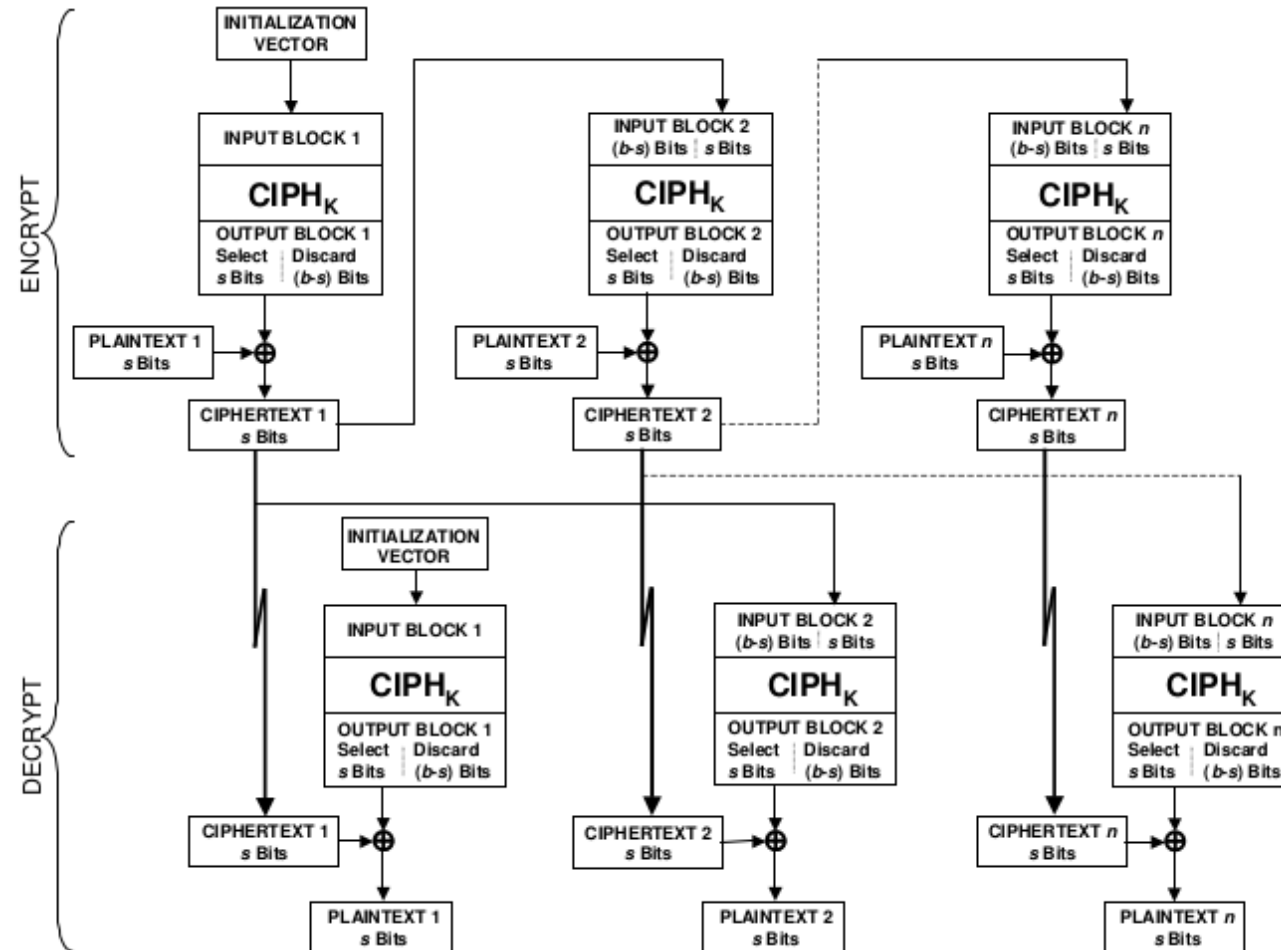 ENCRYPT
INITIALIZATION
VECTOR
INPUT BLOCK 1
CIPH_K
OUTPUT BLOCK 1
Select Discard
s Bits (b-s) Bits
PLAINTEXT 1
s Bits
CIPHERTEXT 1
s Bits
INPUT BLOCK 2
(b-s) Bits s Bits
CIPH_K
OUTPUT BLOCK 2
Select Discard
s Bits (b-s) Bits
PLAINTEXT 2
s Bits
CIPHERTEXT 2
s Bits
INPUT BLOCK n
(b-s) Bits s Bits
CIPH_K
OUTPUT BLOCK n
Select Discard
s Bits (b-s) Bits
PLAINTEXT n
s Bits
CIPHERTEXT n
s Bits
DECRYPT
INITIALIZATION
VECTOR
INPUT BLOCK 1
CIPH_K
OUTPUT BLOCK 1
Select Discard
s Bits (b-s) Bits
CIPHERTEXT 1
s Bits
PLAINTEXT 1
s Bits
INPUT BLOCK 2
(b-s) Bits s Bits
CIPH_K
OUTPUT BLOCK 2
Select Discard
s Bits (b-s) Bits
CIPHERTEXT 2
s Bits
PLAINTEXT 2
s Bits
INPUT BLOCK n
(b-s) Bits s Bits
CIPH_K
OUTPUT BLOCK n
Select Discard
s Bits (b-s) Bits
CIPHERTEXT n
s Bits
PLAINTEXT n
s Bits